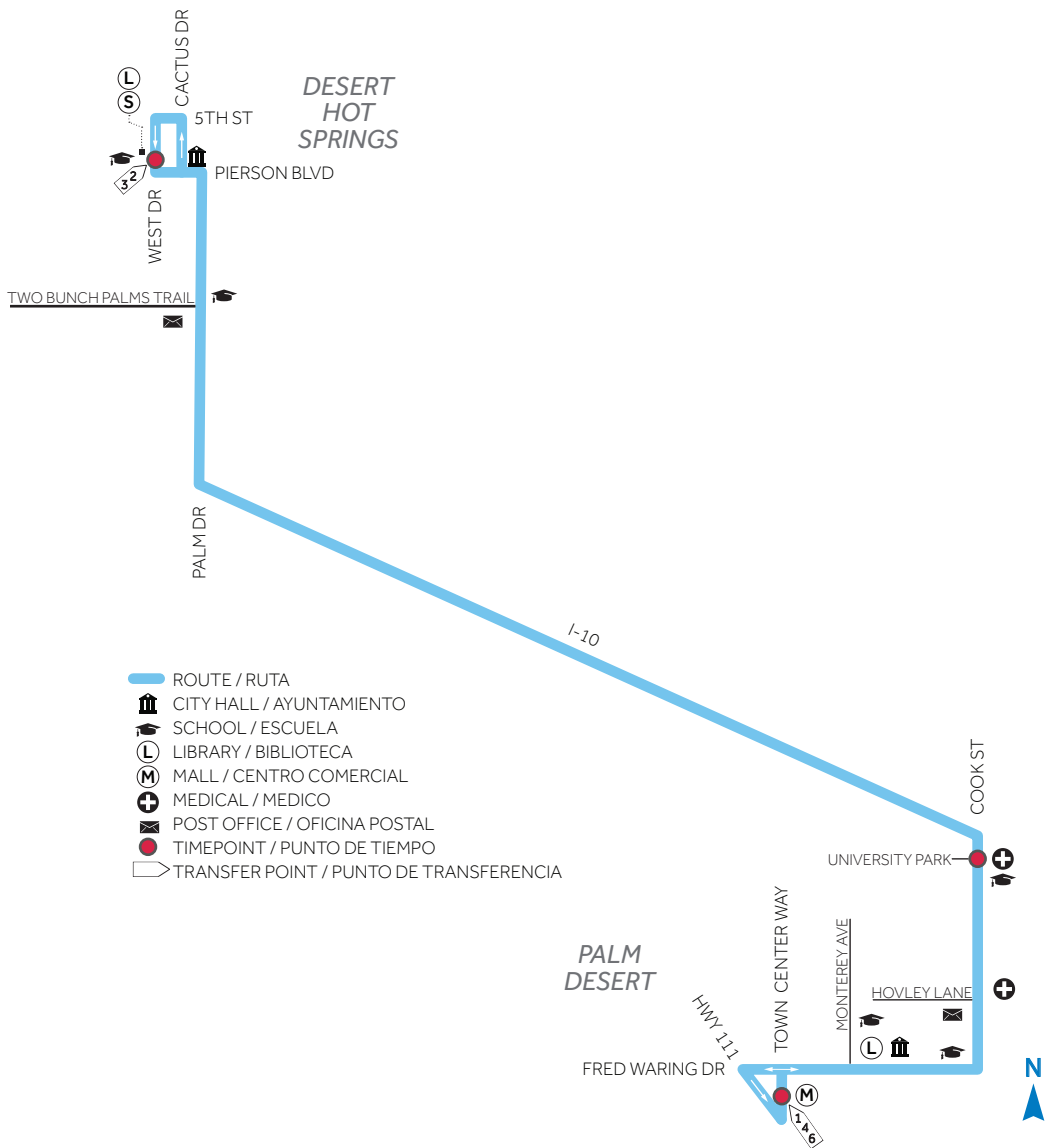 CACTUS DR
L
S
DESERT
HOT
SPRINGS
5TH ST
PIERSON BLVD
3 2
WEST DR
TWO BUNCH PALMS TRAIL
PALM DR
I-10
ROUTE / RUTA
CITY HALL / AYUNTAMIENTO
SCHOOL / ESCUELA
L LIBRARY / BIBLIOTECA
M MALL / CENTRO COMERCIAL
MEDICAL / MEDICO
POST OFFICE / OFICINA POSTAL
TIMEPOINT / PUNTO DE TIEMPO
TRANSFER POINT / PUNTO DE TRANSFERENCIA
COOK ST
UNIVERSITY PARK
TOWN CENTER WAY
MONTEREY AVE
PALM
DESERT
HOVLEY LANE
HWY 111
L
FRED WARING DR
M
1
4
6
N